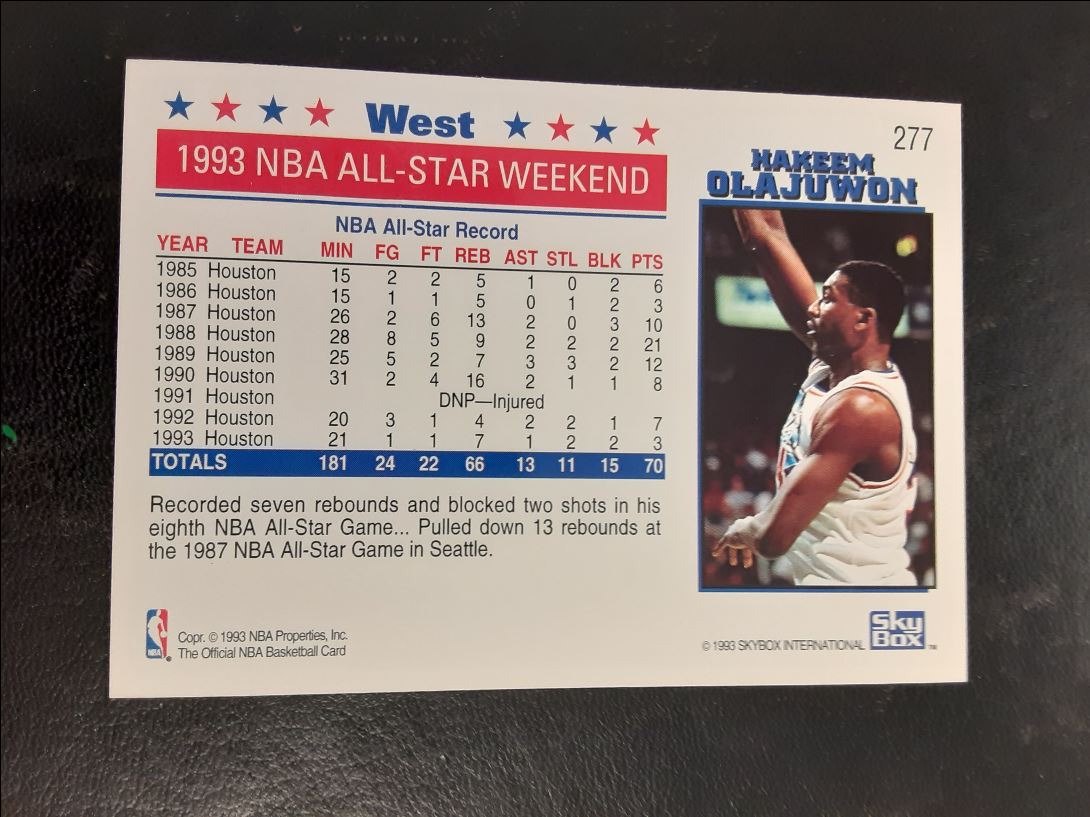 West
1993 NBA ALL-STAR WEEKEND
277
HAKEEM
OLAJUWON
NBA All-Star Record
YEAR TEAM MIN FG FT REB AST STL BLK PTS
1985 Houston 15 2 2 5 1 0 2 6
1986 Houston 15 1 1 5 0 1 2 3
1987 Houston 26 2 6 13 2 0 3 10
1988 Houston 28 8 5 9 2 2 2 21
1989 Houston 25 5 2 7 3 3 2 12
1990 Houston 31 2 4 16 2 1 1 8
1991 Houston DNP—Injured
1992 Houston 20 3 1 4 2 2 1 7
1993 Houston 21 1 1 7 1 2 2 3
TOTALS 181 24 22 66 13 11 15 70
Recorded seven rebounds and blocked two shots in his
eighth NBA All-Star Game... Pulled down 13 rebounds at
the 1987 NBA All-Star Game in Seattle.
NBA
Copr. © 1993 NBA Properties, Inc.
The Official NBA Basketball Card
© 1993 SKYBOX INTERNATIONAL
Sky
Box
TM